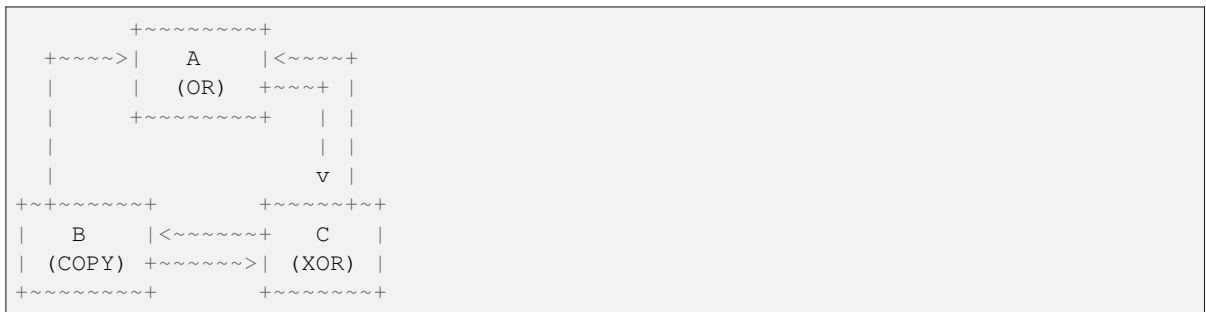 +~~~~~~~~+
  +~~~~>|   A    |<~~~~+
  |     |  (OR)  +~~~+ |
  |     +~~~~~~~~+   | |
  |                  | |
  |                  v |
+~+~~~~~~+       +~~~~~+~+
|   B    |<~~~~~~+   C   |
| (COPY) +~~~~~~>| (XOR) |
+~~~~~~~~+       +~~~~~~~+